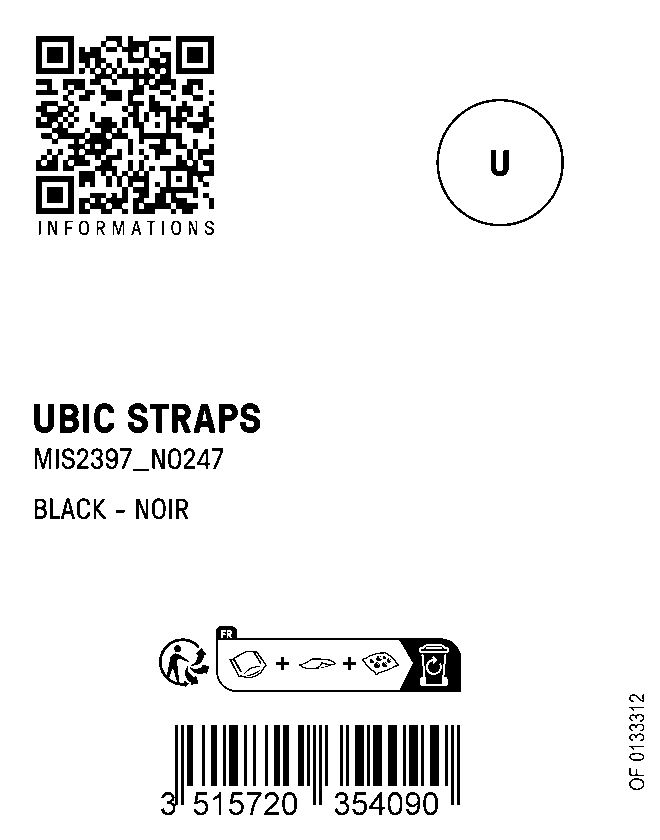 INFORMATIONS
U
UBIC STRAPS
MIS2397_N0247
BLACK - NOIR
FR
3 515720 354090
OF 0133312